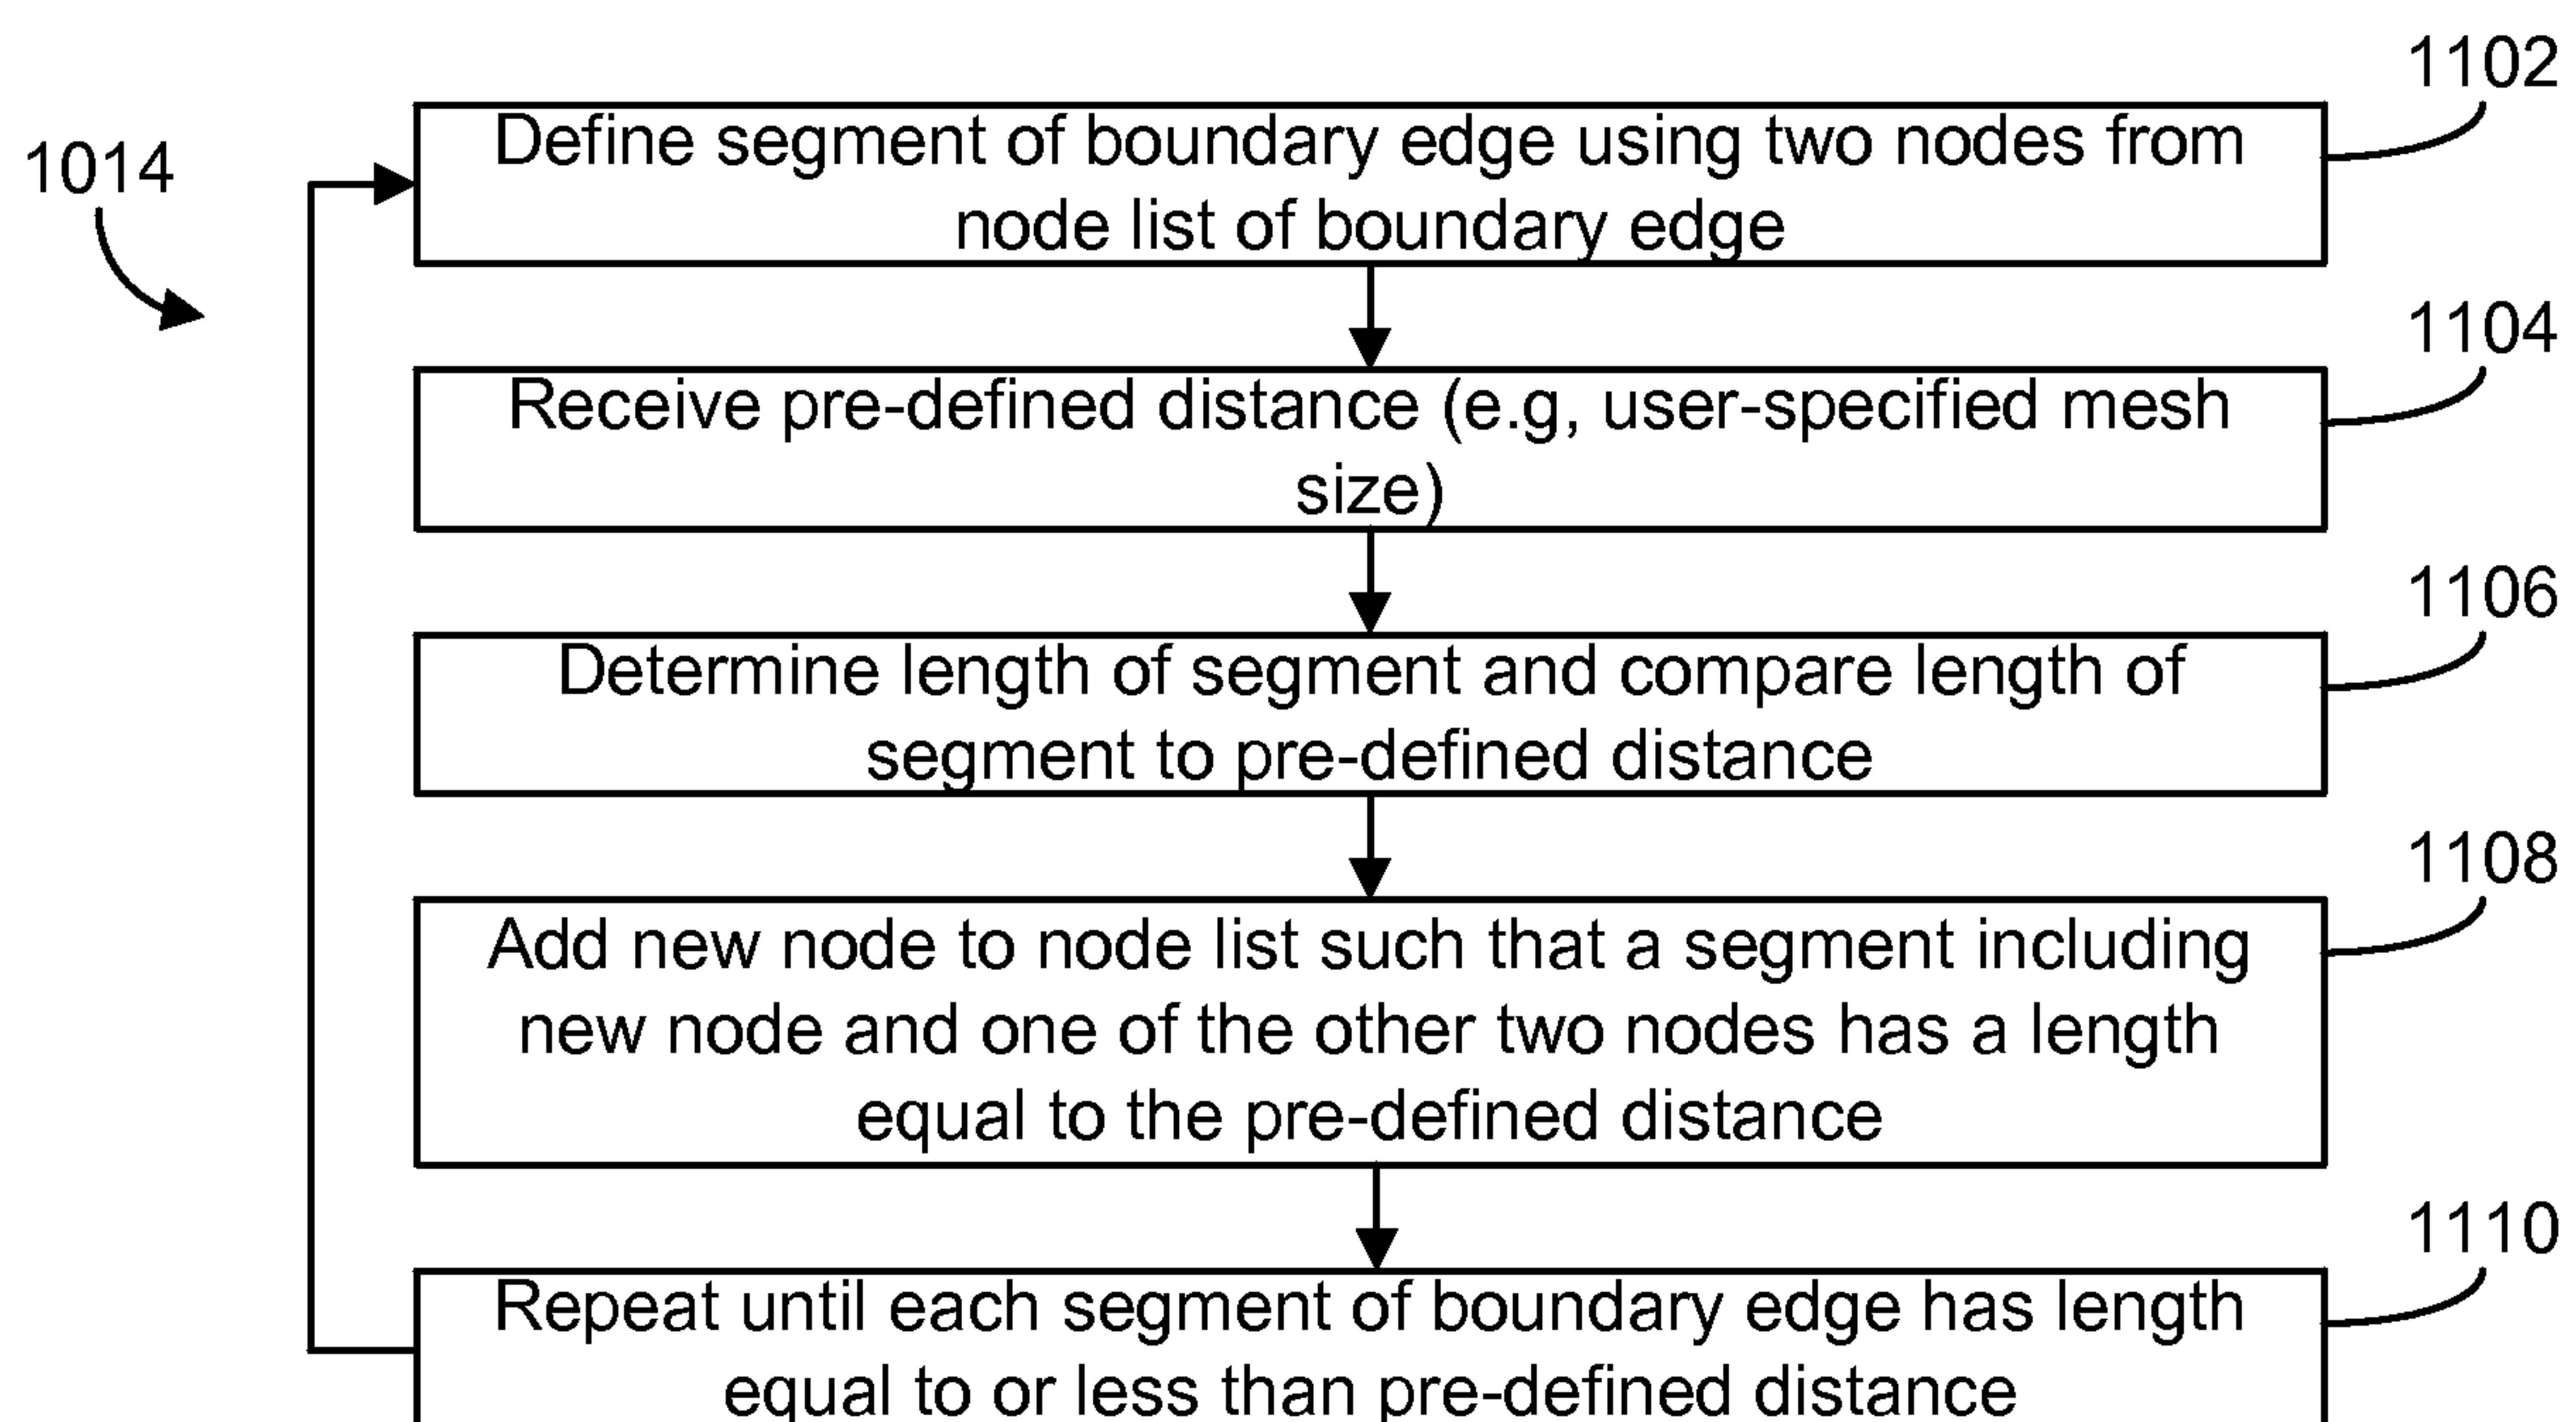 1102
Define segment of boundary edge using two nodes from
node list of boundary edge
1014
1104
Receive pre-defined distance (e.g, user-specified mesh
size)
1106
Determine length of segment and compare length of
segment to pre-defined distance
1108
Add new node to node list such that a segment including
new node and one of the other two nodes has a length
equal to the pre-defined distance
1110
Repeat until each segment of boundary edge has length
equal to or less than pre-defined distance